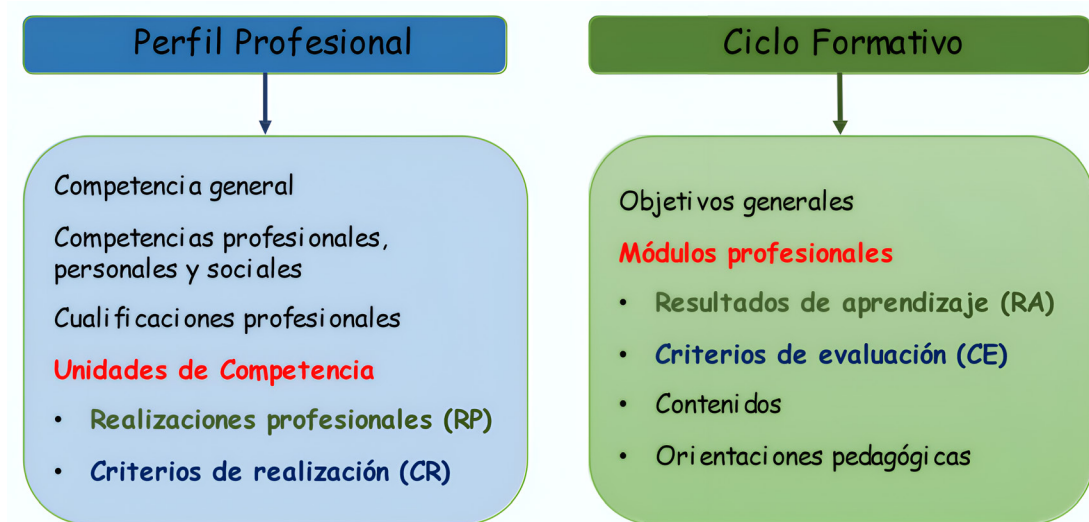 Perfil Profesional
Competencia general
Competencias profesionales,
personales y sociales
Cualificaciones profesionales
Unidades de Competencia
• Realizaciones profesionales (RP)
• Criterios de realización (CR)
Ciclo Formativo
Objetivos generales
Módulos profesionales
• Resultados de aprendizaje (RA)
• Criterios de evaluación (CE)
• Contenidos
• Orientaciones pedagógicas